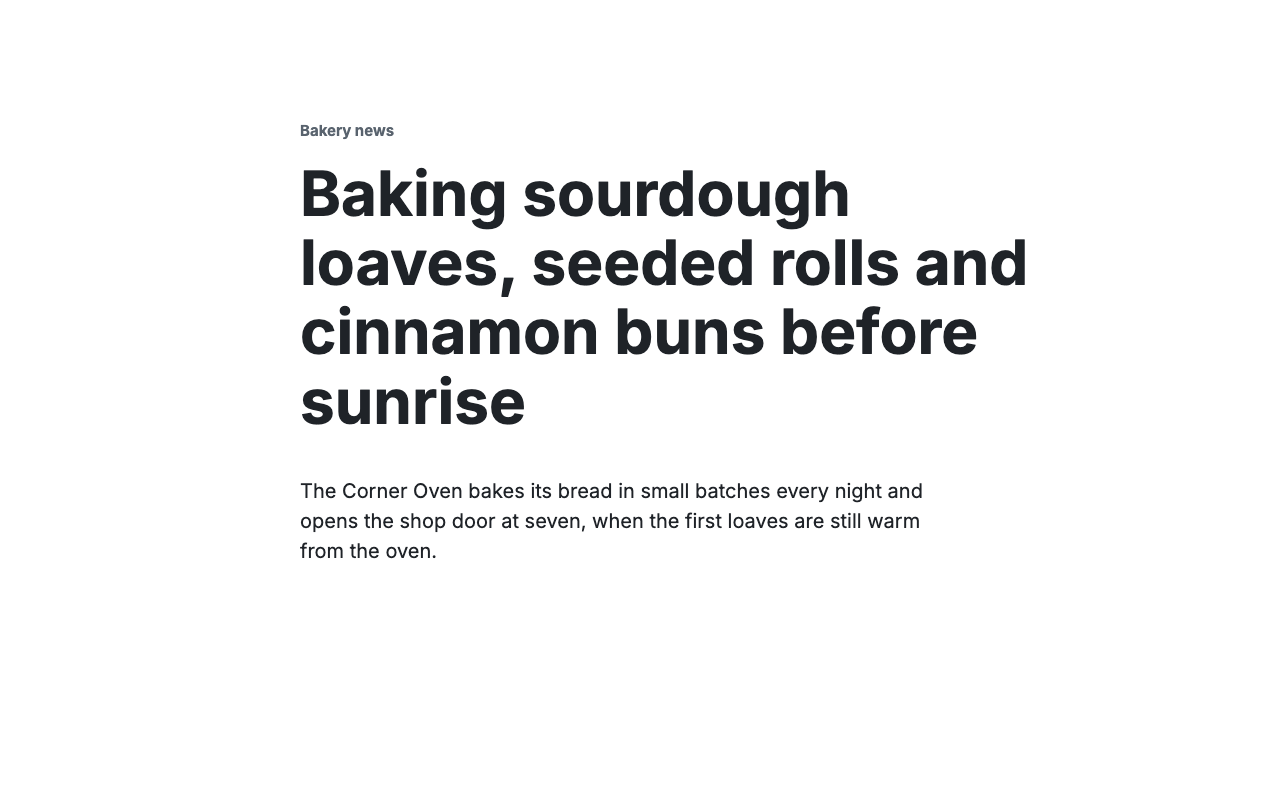 Bakery news
Baking sourdough
loaves, seeded rolls and
cinnamon buns before
sunrise
The Corner Oven bakes its bread in small batches every night and
opens the shop door at seven, when the first loaves are still warm
from the oven.